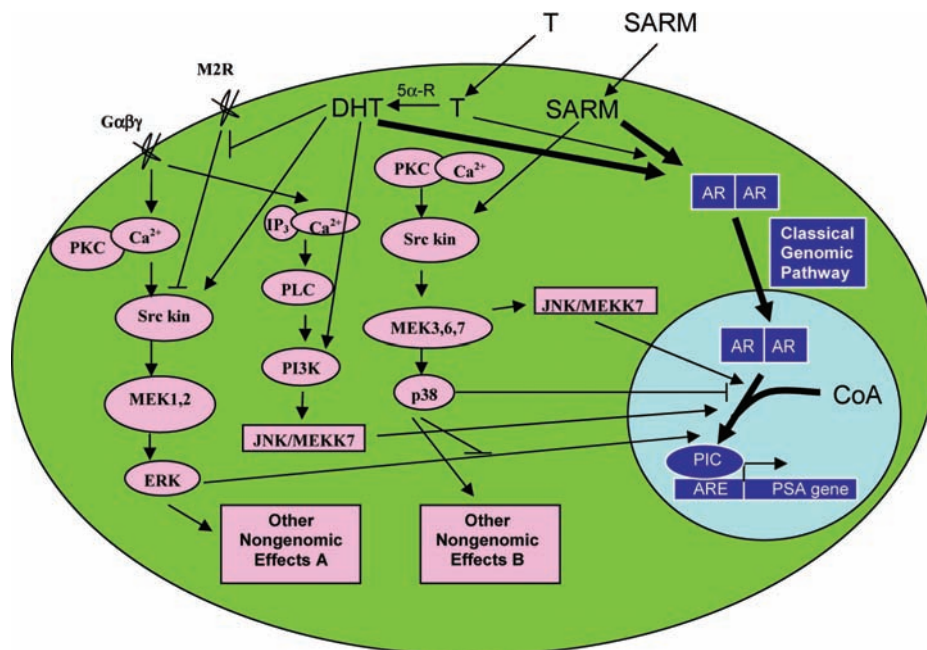 T
SARM
M2R
Gαβγ
DHT
5α-R
T
SARM
PKC
Ca2+
AR
AR
IP3
Ca2+
PKC
Ca2+
Src kin
Classical
Genomic
Pathway
PLC
Src kin
MEK3,6,7
JNK/MEKK7
AR
AR
PI3K
MEK1,2
p38
CoA
JNK/MEKK7
PIC
ERK
ARE
PSA gene
Other
Nongenomic
Effects A
Other
Nongenomic
Effects B